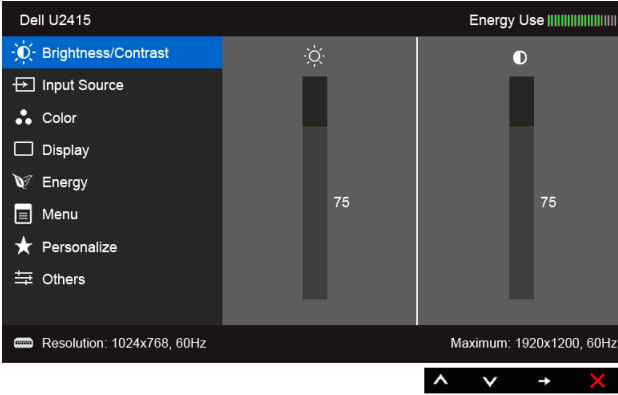 Dell U2415
Energy Use
Brightness/Contrast
Input Source
Color
Display
Energy
Menu
Personalize
Others
75
75
Resolution: 1024x768, 60Hz
Maximum: 1920x1200, 60Hz